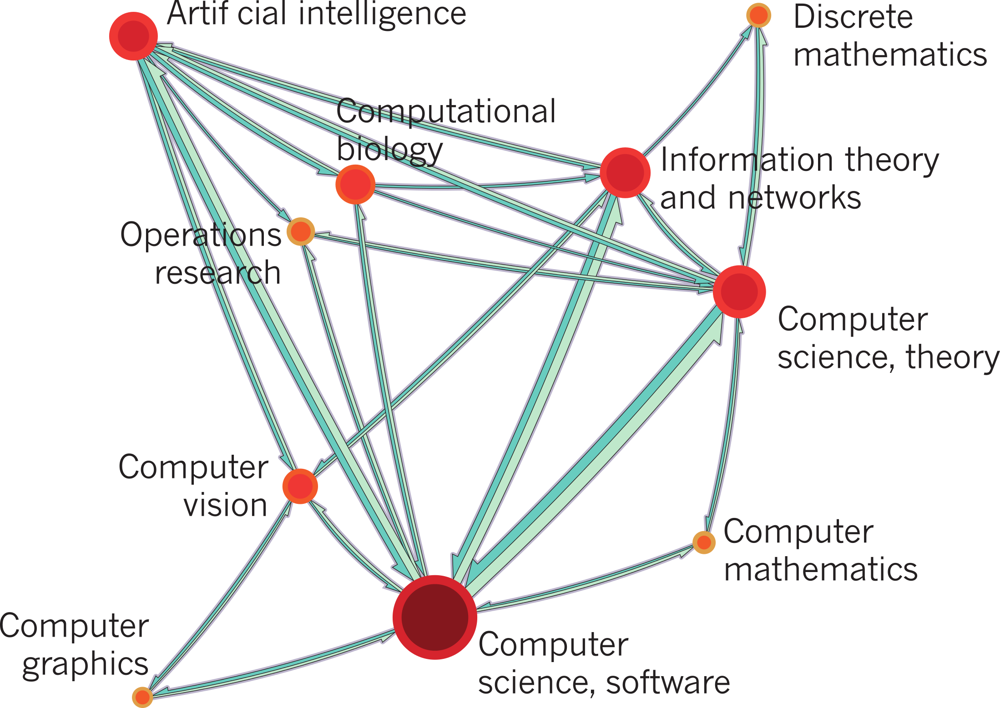 Artif cial intelligence
Discrete
mathematics
Computational
biology
Information theory
and networks
Operations
research
Computer
science, theory
Computer
vision
Computer
mathematics
Computer
graphics
Computer
science, software